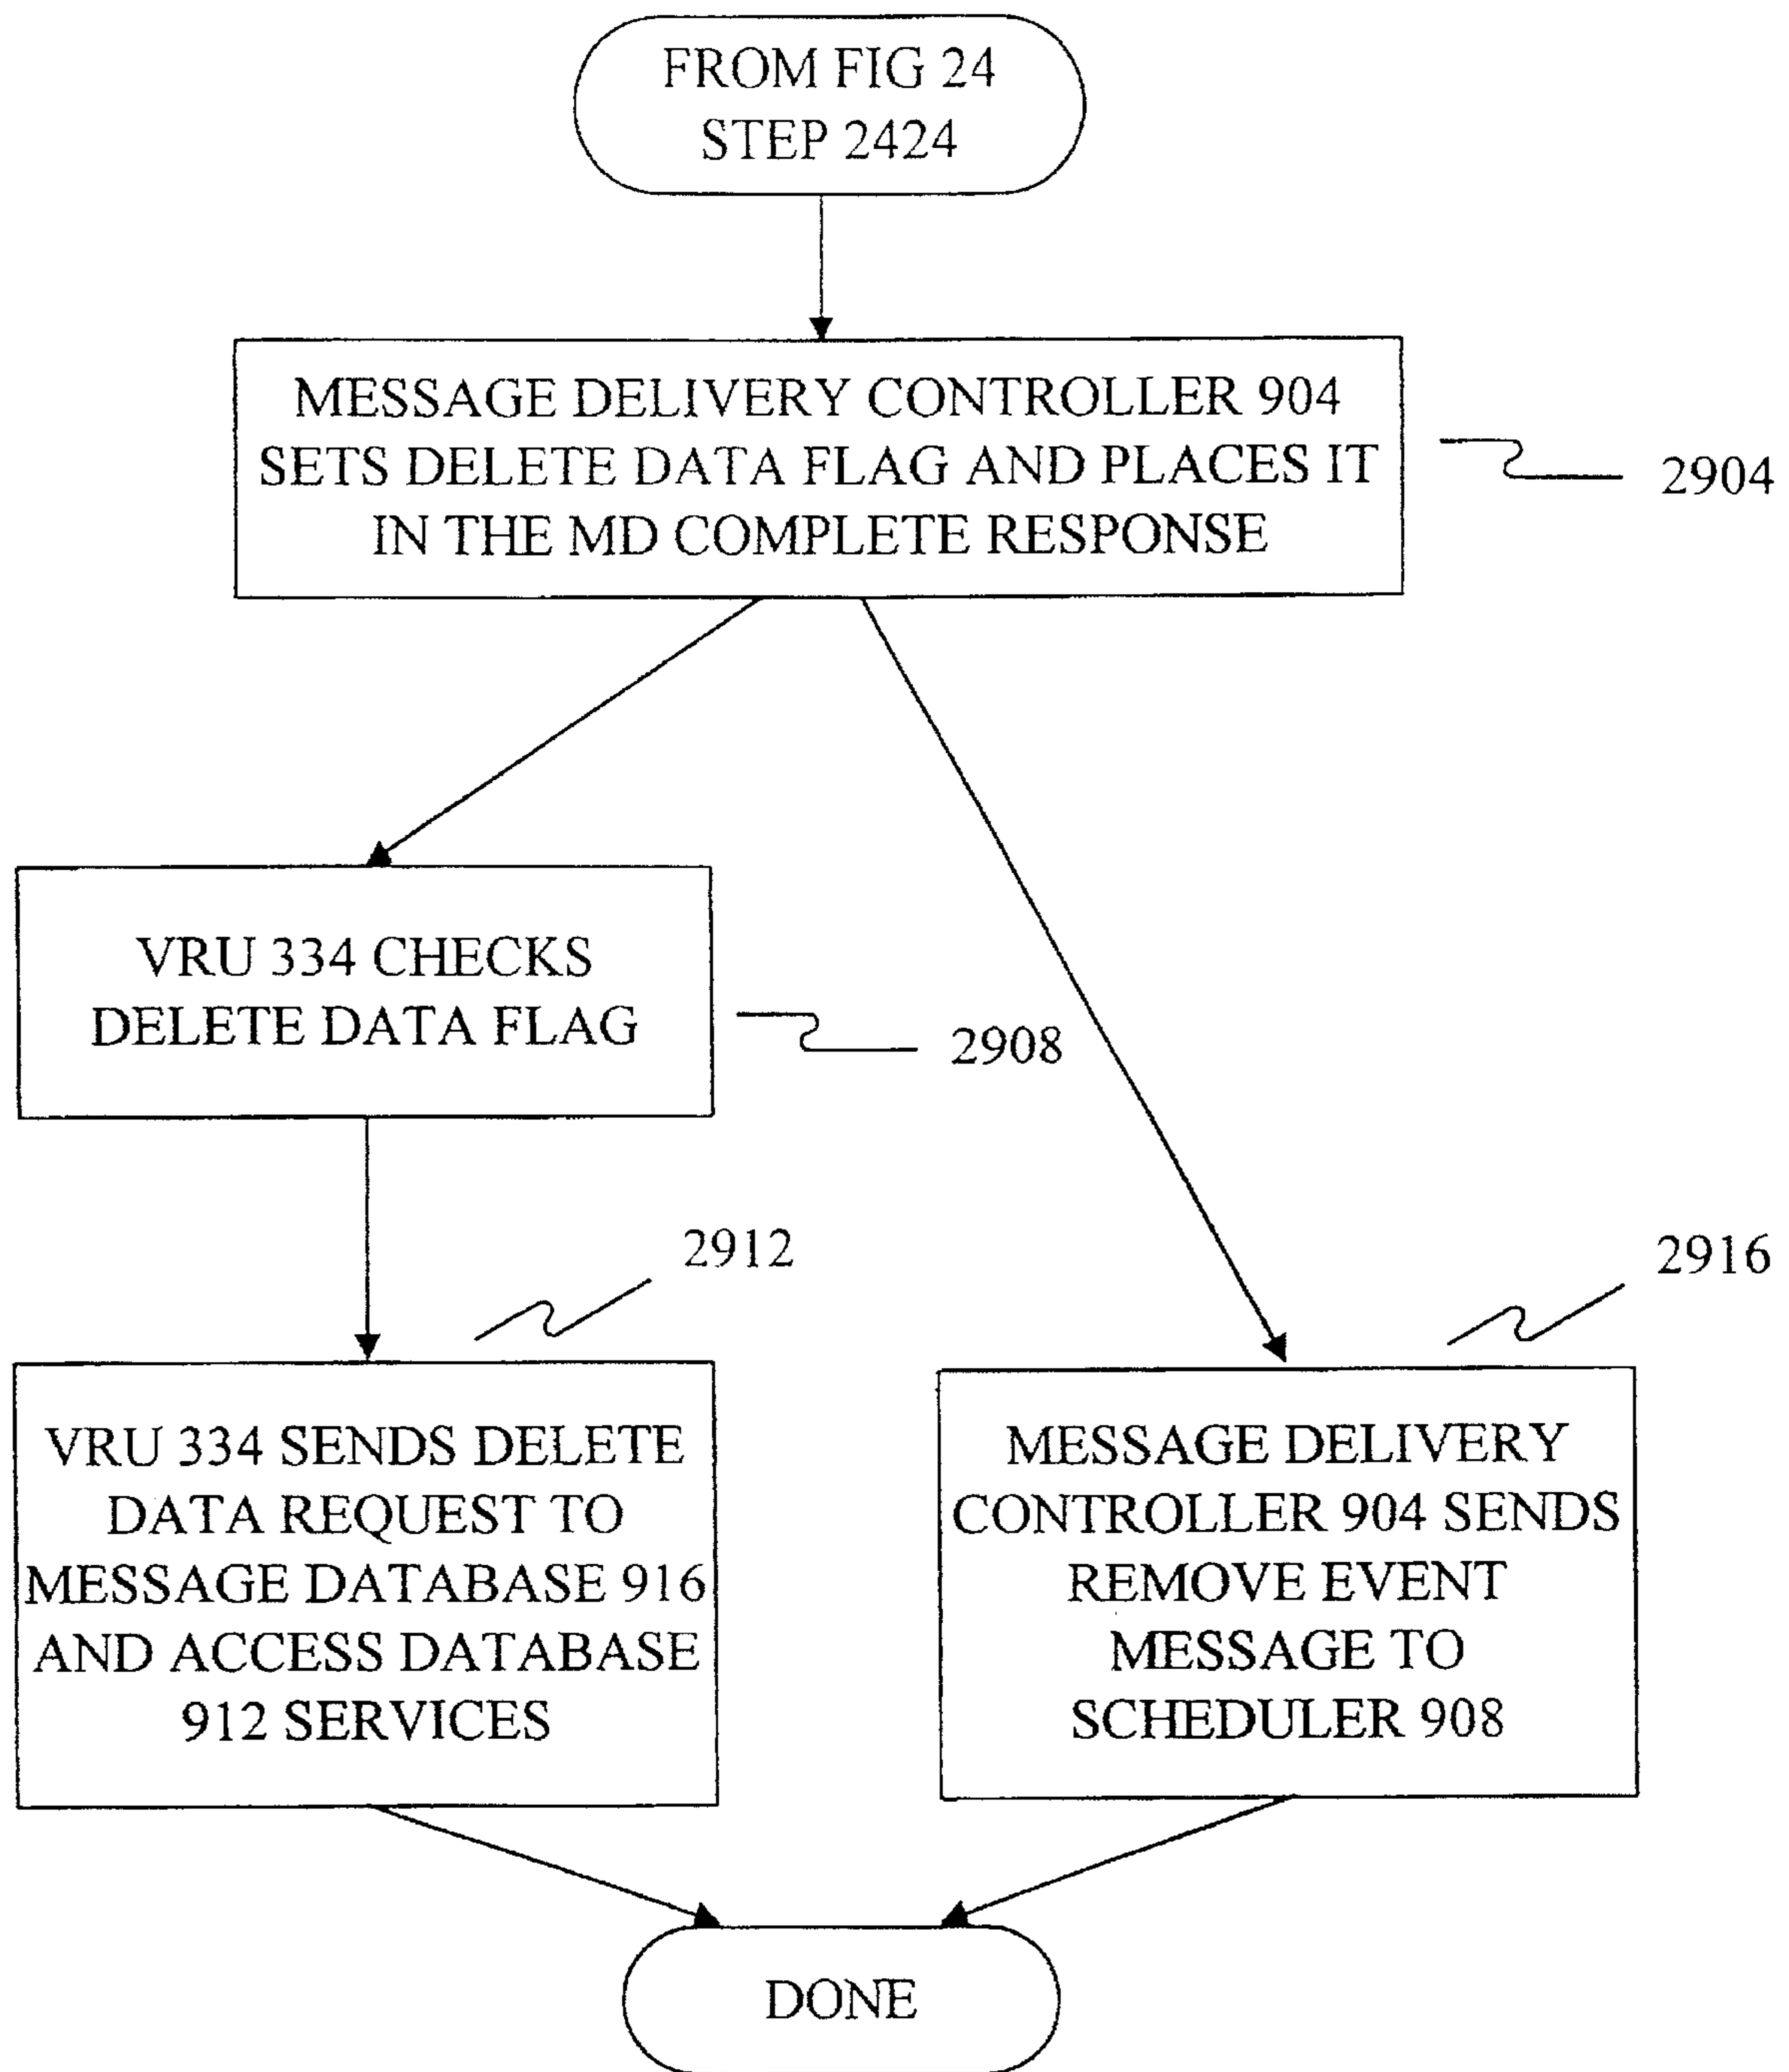 FROM FIG 24
STEP 2424
MESSAGE DELIVERY CONTROLLER 904
SETS DELETE DATA FLAG AND PLACES IT
IN THE MD COMPLETE RESPONSE
2904
VRU 334 CHECKS
DELETE DATA FLAG
2908
2912
VRU 334 SENDS DELETE
DATA REQUEST TO
MESSAGE DATABASE 916
AND ACCESS DATABASE
912 SERVICES
2916
MESSAGE DELIVERY
CONTROLLER 904 SENDS
REMOVE EVENT
MESSAGE TO
SCHEDULER 908
DONE